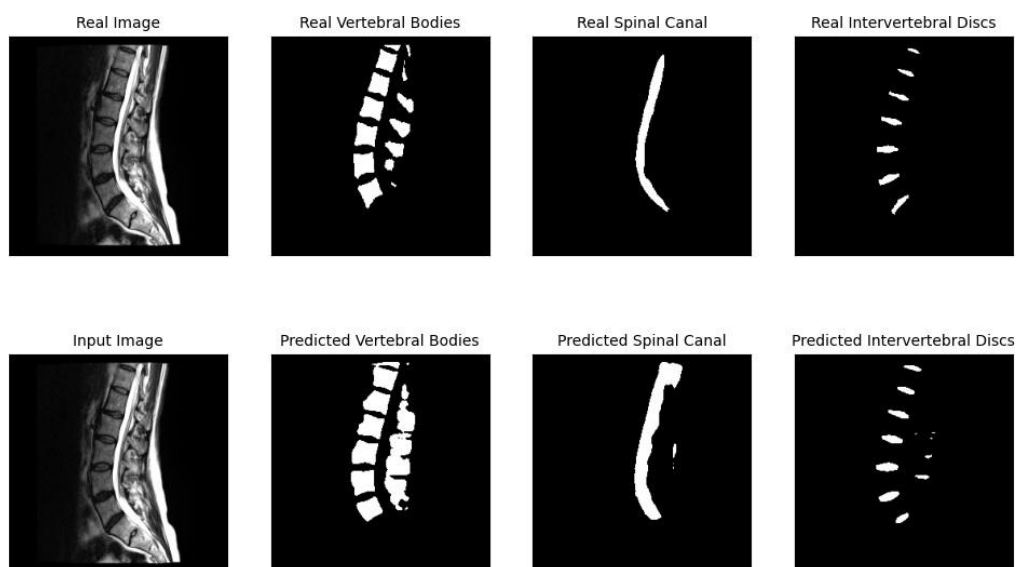 Real Image
Real Vertebral Bodies
Real Spinal Canal
Real Intervertebral Discs
Input Image
Predicted Vertebral Bodies
Predicted Spinal Canal
Predicted Intervertebral Discs